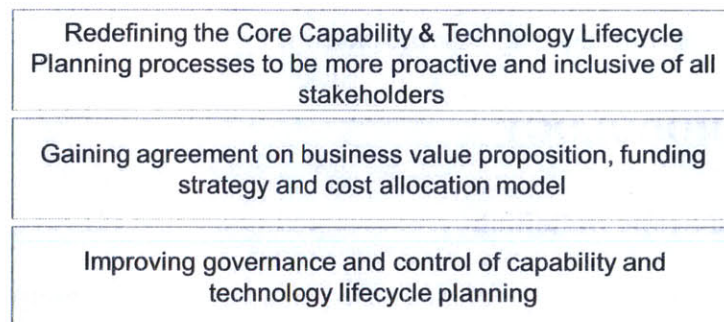 Redefining the Core Capability & Technology Lifecycle
Planning processes to be more proactive and inclusive of all
stakeholders
Gaining agreement on business value proposition, funding
strategy and cost allocation model
Improving governance and control of capability and
technology lifecycle planning